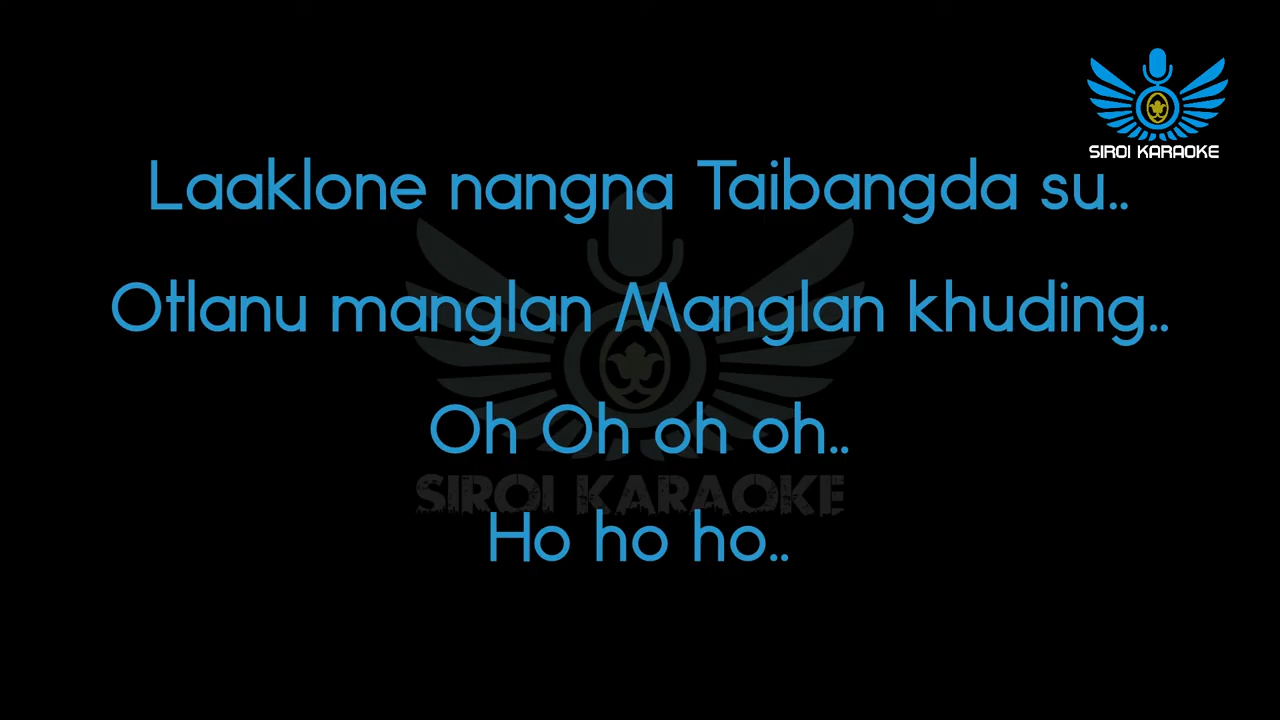 SIROI KARAOKE
Laaklone nangna Taibangda su..
Otlanu manglan Manglan khuding..
Oh Oh oh oh..
SIROI KARAOKE
Ho ho ho..